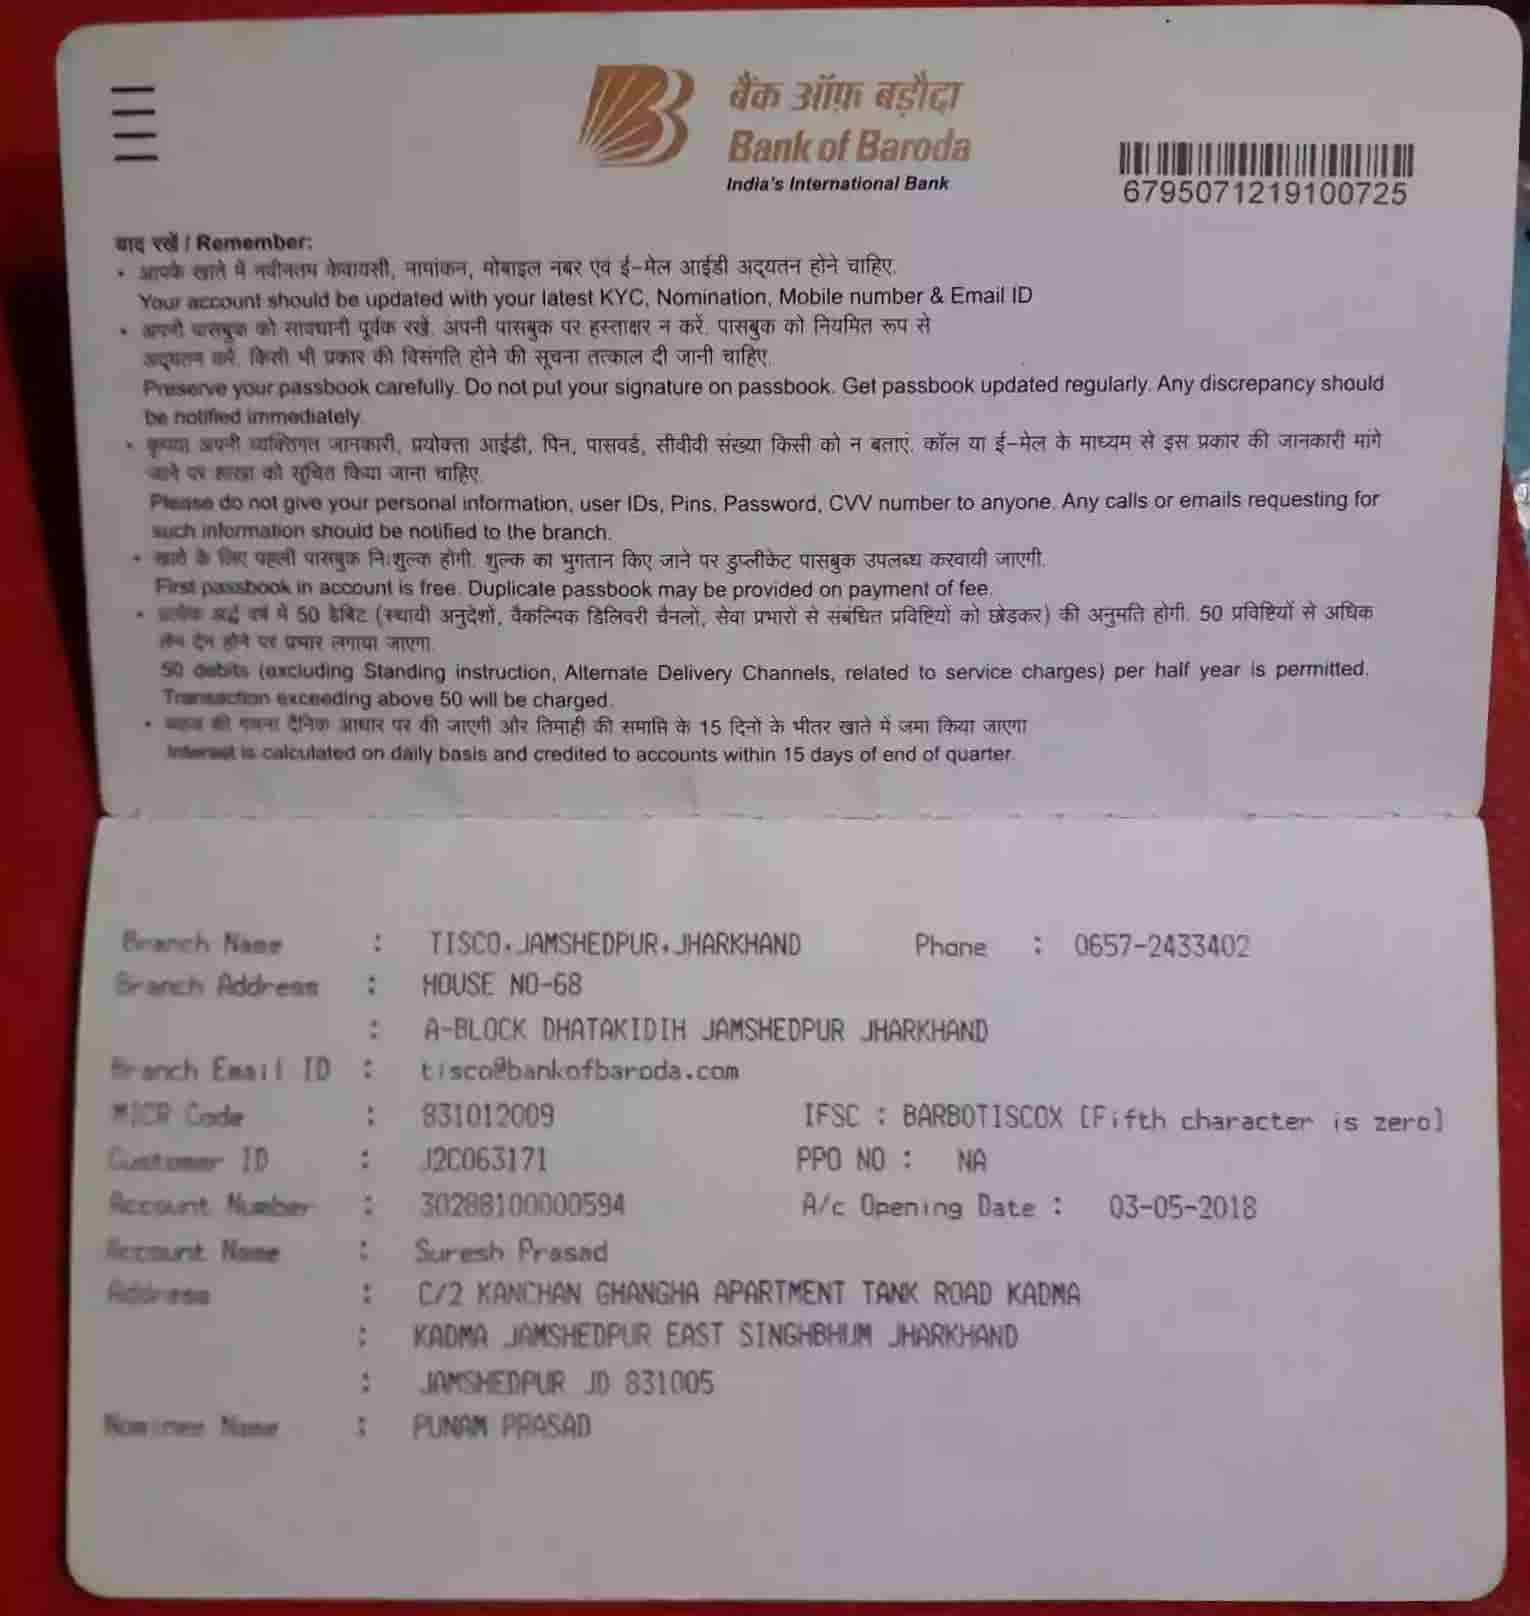 बैंक ऑफ़ बड़ौदा
Bank of Baroda
India's International Bank
6795071219100725
याद रखें / Remember:
• आपके खाते में नवीनतम केवायसी, नामांकन, मोबाइल नंबर एवं ई-मेल आईडी अद्यतन होने चाहिए.
Your account should be updated with your latest KYC, Nomination, Mobile number & Email ID
• अपनी पासबुक को सावधानी पूर्वक रखें. अपनी पासबुक पर हस्ताक्षर न करें. पासबुक को नियमित रूप से
अद्यतन करें. किसी भी प्रकार की विसंगति होने की सूचना तत्काल दी जानी चाहिए.
Preserve your passbook carefully. Do not put your signature on passbook. Get passbook updated regularly. Any discrepancy should
be notified immediately.
• कृपया अपनी व्यक्तिगत जानकारी, प्रयोक्ता आईडी, पिन, पासवर्ड, सीवीवी संख्या किसी को न बताएं. कॉल या ई-मेल के माध्यम से इस प्रकार की जानकारी मांगे
जाने पर शाखा को सूचित किया जाना चाहिए.
Please do not give your personal information, user IDs, Pins, Password, CVV number to anyone. Any calls or emails requesting for
such information should be notified to the branch.
• खाते के लिए पहली पासबुक नि:शुल्क होगी. शुल्क का भुगतान किए जाने पर डुप्लीकेट पासबुक उपलब्ध करवायी जाएगी.
First passbook in account is free. Duplicate passbook may be provided on payment of fee.
• प्रत्येक अर्द्ध वर्ष में 50 डेबिट (स्थायी अनुदेशों, वैकल्पिक डिलिवरी चैनलों, सेवा प्रभारों से संबंधित प्रविष्टियों को छोडकर) की अनुमति होगी. 50 प्रविष्टियों से अधिक
लेन देन होने पर प्रभार लगाया जाएगा.
50 debits (excluding Standing instruction, Alternate Delivery Channels, related to service charges) per half year is permitted.
Transaction exceeding above 50 will be charged.
• ब्याज की गणना दैनिक आधार पर की जाएगी और तिमाही की समाप्ति के 15 दिनों के भीतर खाते में जमा किया जाएगा
Interest is calculated on daily basis and credited to accounts within 15 days of end of quarter.
Branch Name : TISCO,JAMSHEDPUR,JHARKHAND Phone : 0657-2433402
Branch Address : HOUSE NO-68
: A-BLOCK DHATAKIDIH JAMSHEDPUR JHARKHAND
Branch Email ID : tisco@bankofbaroda.com
MICR Code : 831012009 IFSC : BARB0TISCOX [Fifth character is zero]
Customer ID : J2C063171 PPO NO : NA
Account Number : 30288100000594 A/c Opening Date : 03-05-2018
Account Name : Suresh Prasad
Address : C/2 KANCHAN GHANGHA APARTMENT TANK ROAD KADMA
: KADMA JAMSHEDPUR EAST SINGHBHUM JHARKHAND
: JAMSHEDPUR JD 831005
Nominee Name : PUNAM PRASAD